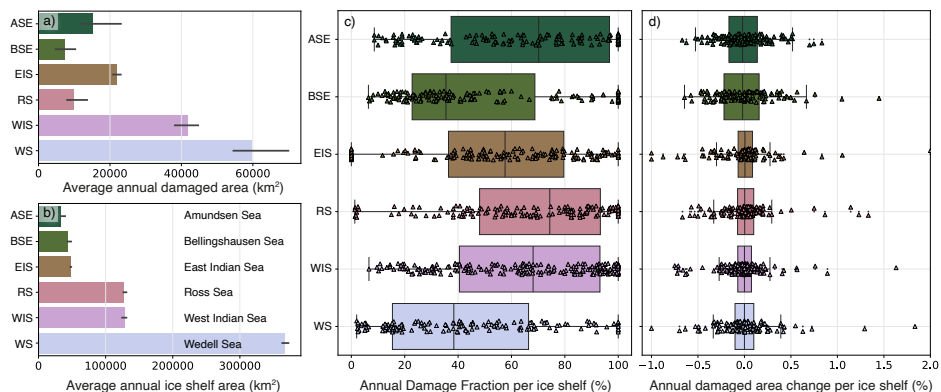 a)
ASE
BSE
EIS
RS
WIS
WS
0 20000 40000 60000
Average annual damaged area (km²)
b)
ASE Amundsen Sea
BSE Bellingshausen Sea
EIS East Indian Sea
RS Ross Sea
WIS West Indian Sea
WS Wedell Sea
0 100000 200000 300000
Average annual ice shelf area (km²)
c)
ASE
BSE
EIS
RS
WIS
WS
0 20 40 60 80 100
Annual Damage Fraction per ice shelf (%)
d)
−1.0 −0.5 0.0 0.5 1.0 1.5 2.0
Annual damaged area change per ice shelf (%)